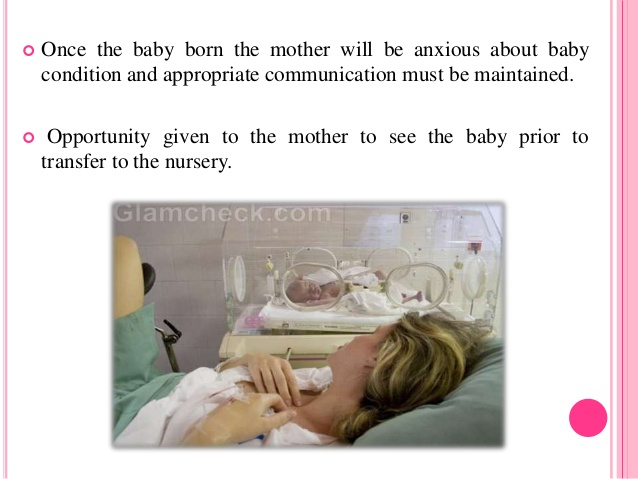 Once the baby born the mother will be anxious about baby
condition and appropriate communication must be maintained.
Opportunity given to the mother to see the baby prior to
transfer to the nursery.
Glamcheck.com